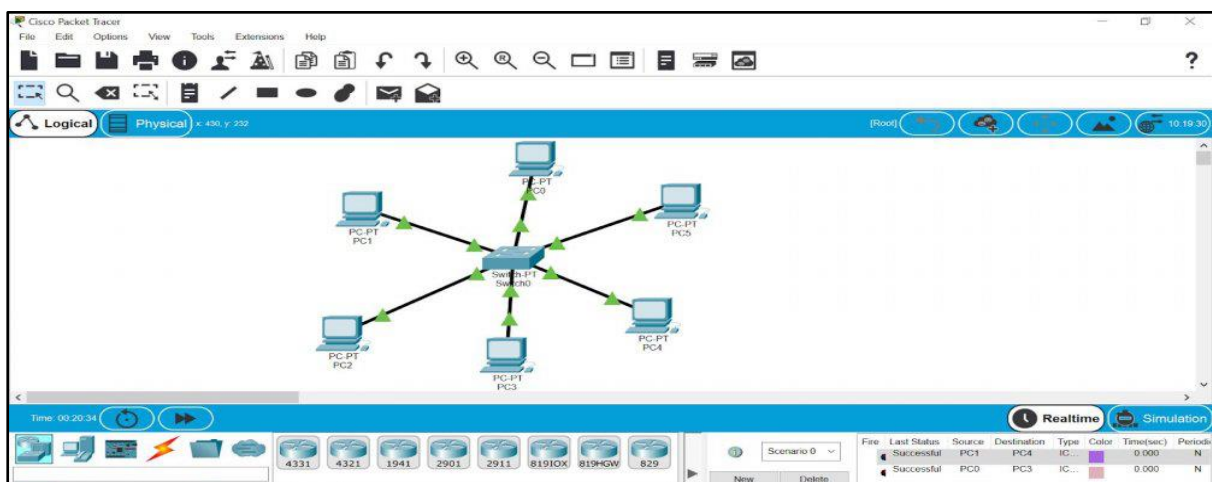 Cisco Packet Tracer
File Edit Options View Tools Extensions Help
?
Logical Physical x: 430, y: 232 [Root] 10:19:30
PC-PT
PC0
PC-PT
PC1
PC-PT
PC5
Switch-PT
Switch0
PC-PT
PC4
PC-PT
PC2
PC-PT
PC3
Time: 00:20:34 Realtime Simulation
4331 4321 1941 2901 2911 819IOX 819HGW 829
Scenario 0
New Delete
Fire Last Status Source Destination Type Color Time(sec) Periodi
Successful PC1 PC4 IC... 0.000 N
Successful PC0 PC3 IC... 0.000 N